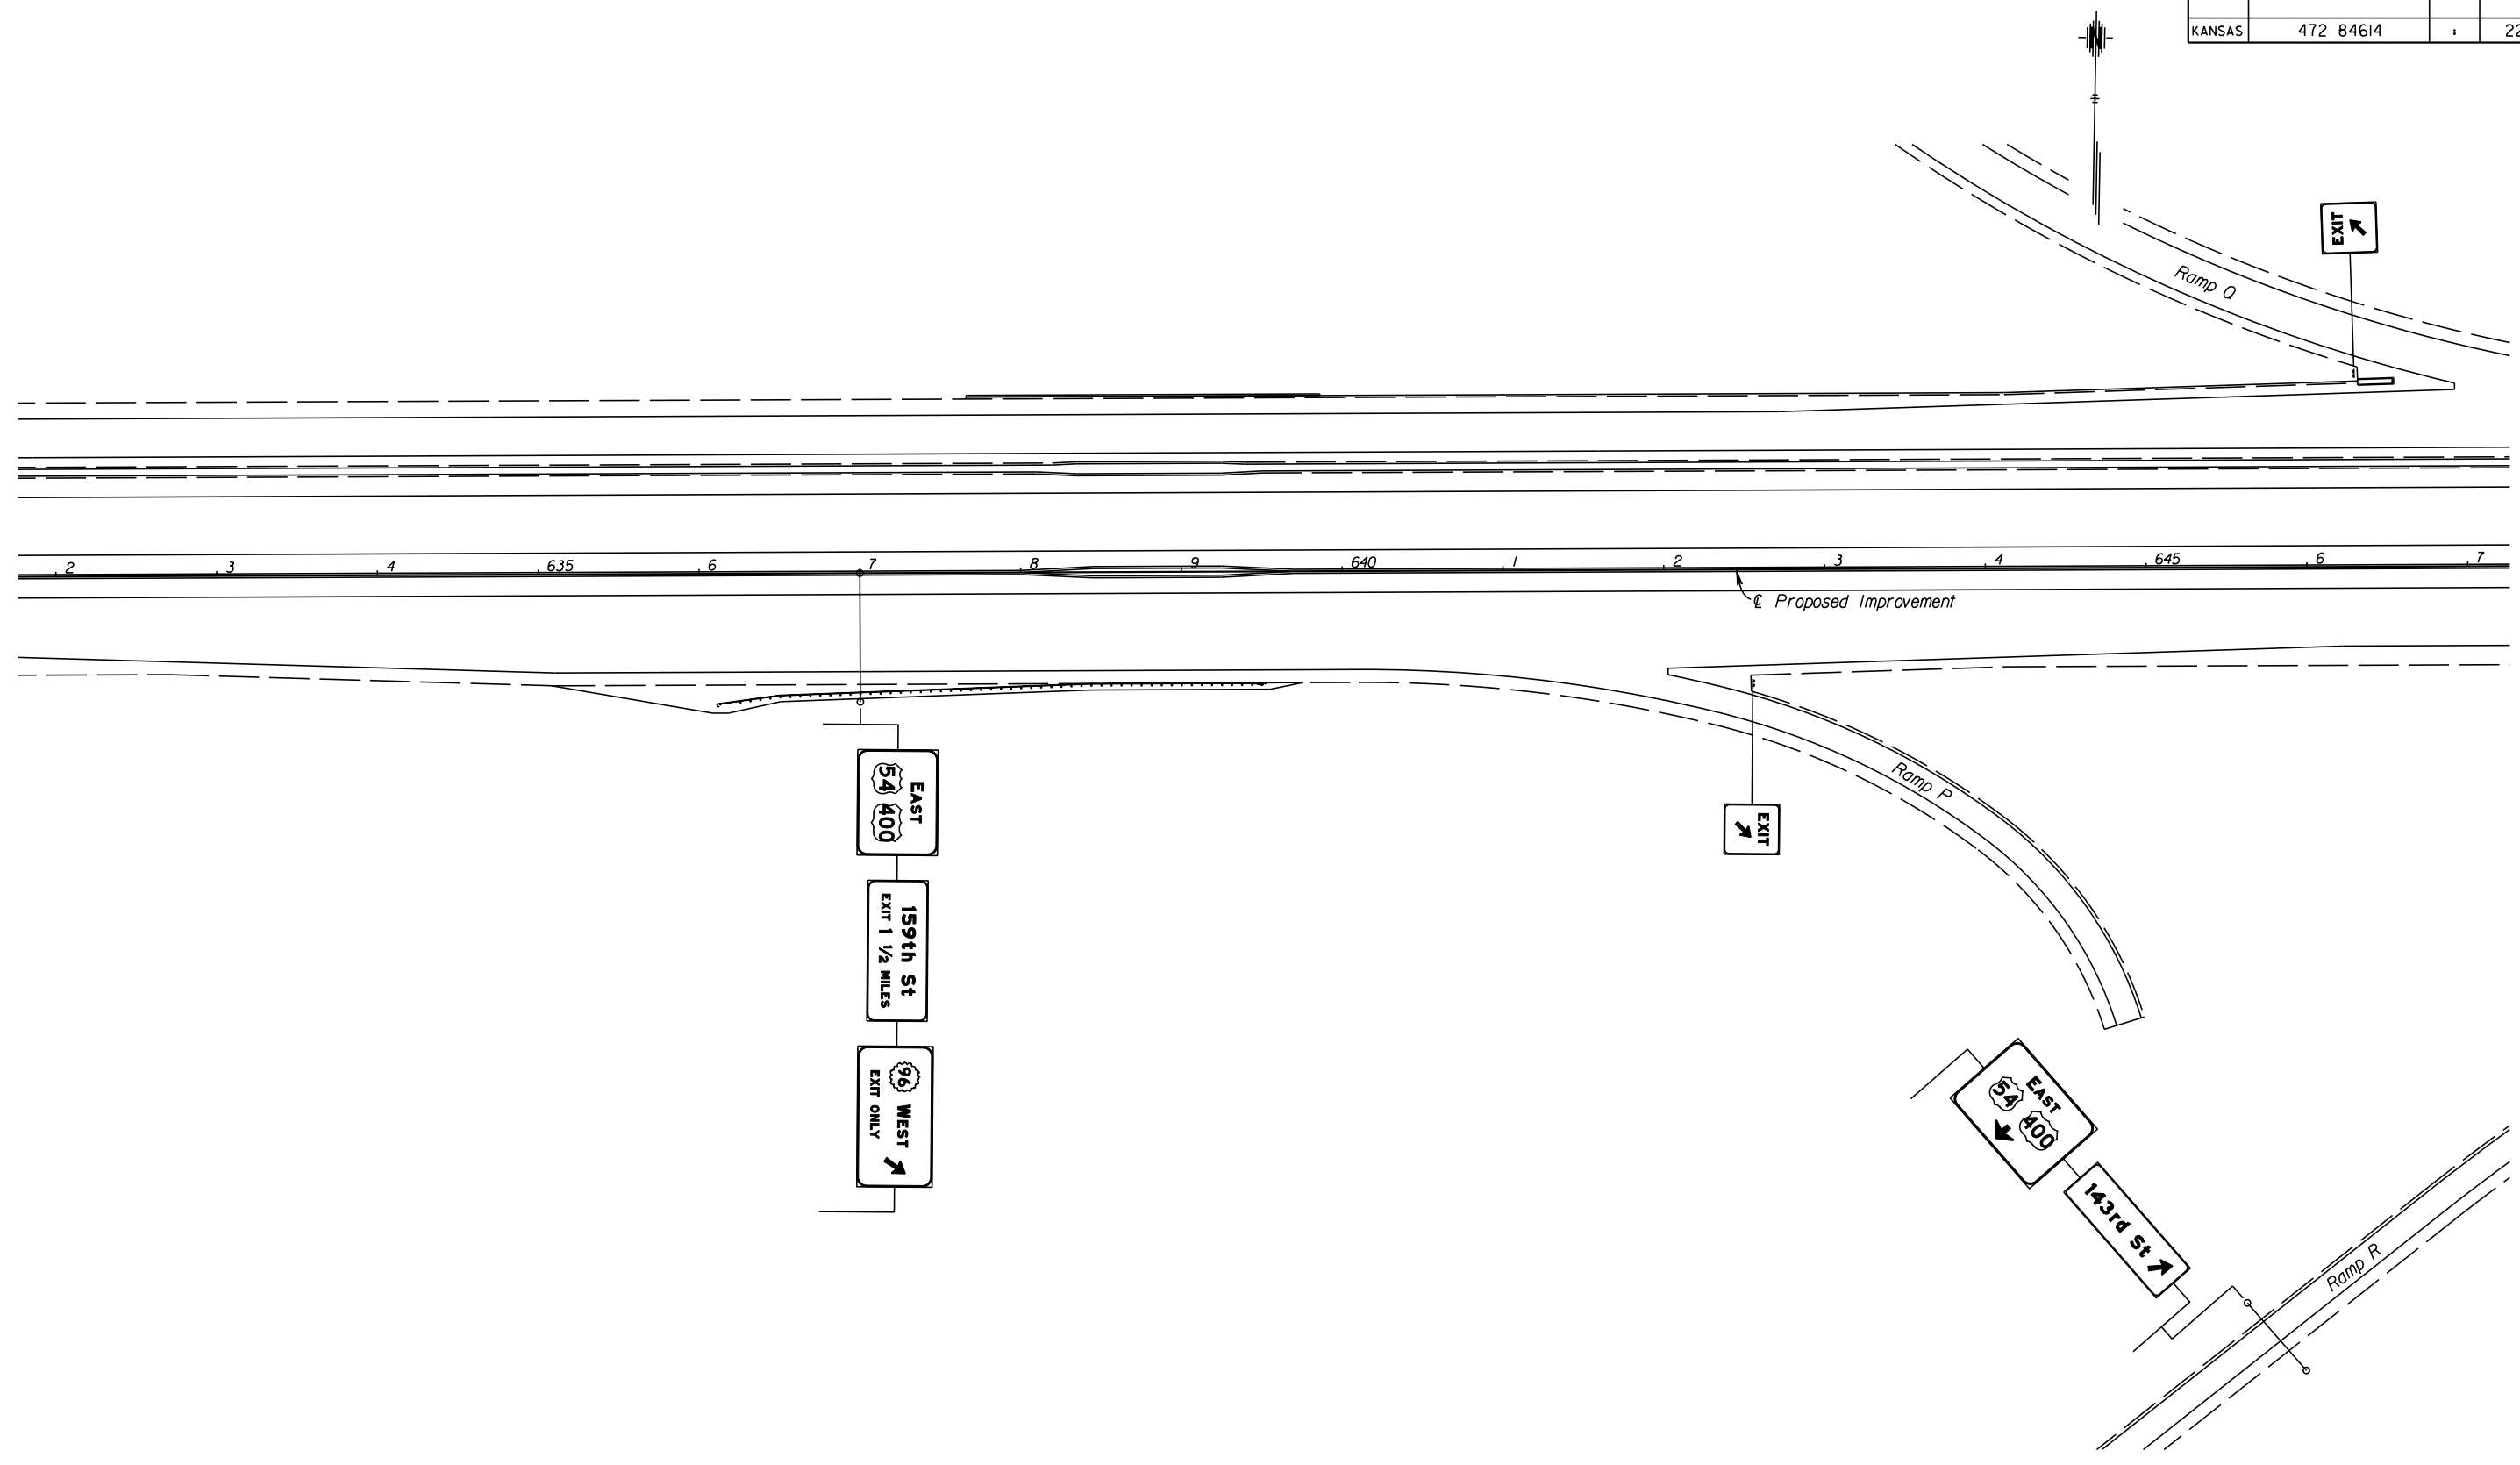 KANSAS 472 84614 : 22
N
EXIT
Ramp Q
2 3 4 635 6 7 8 9 640 1 2 3 4 645 6 7
℄ Proposed Improvement
EAST
54 400
159th St
EXIT 1 ½ MILES
96 WEST
EXIT ONLY
EXIT
Ramp P
EAST
54 400
143rd St
Ramp R